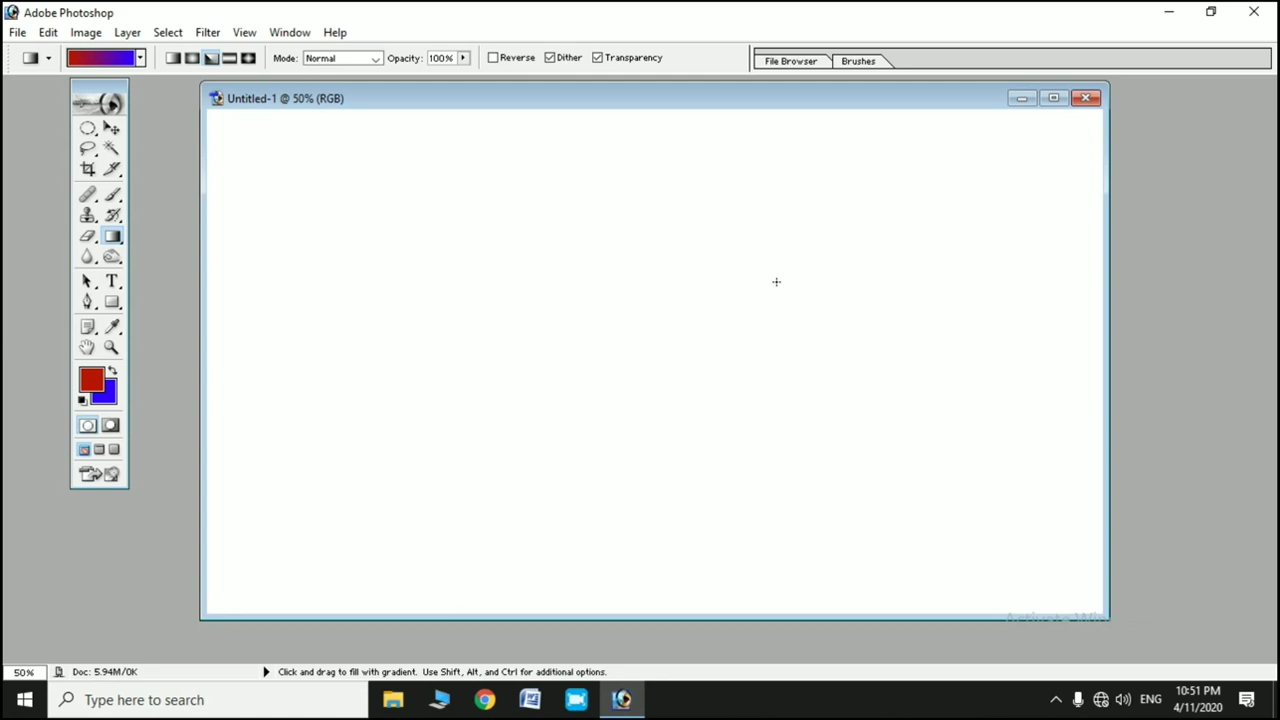 Adobe Photoshop
File Edit Image Layer Select Filter View Window Help
Mode: Normal Opacity: 100% Reverse Dither Transparency File Browser Brushes
Untitled-1 @ 50% (RGB)
T
50% Doc: 5.94M/0K Click and drag to fill with gradient. Use Shift, Alt, and Ctrl for additional options.
Type here to search
ENG
10:51 PM
4/11/2020